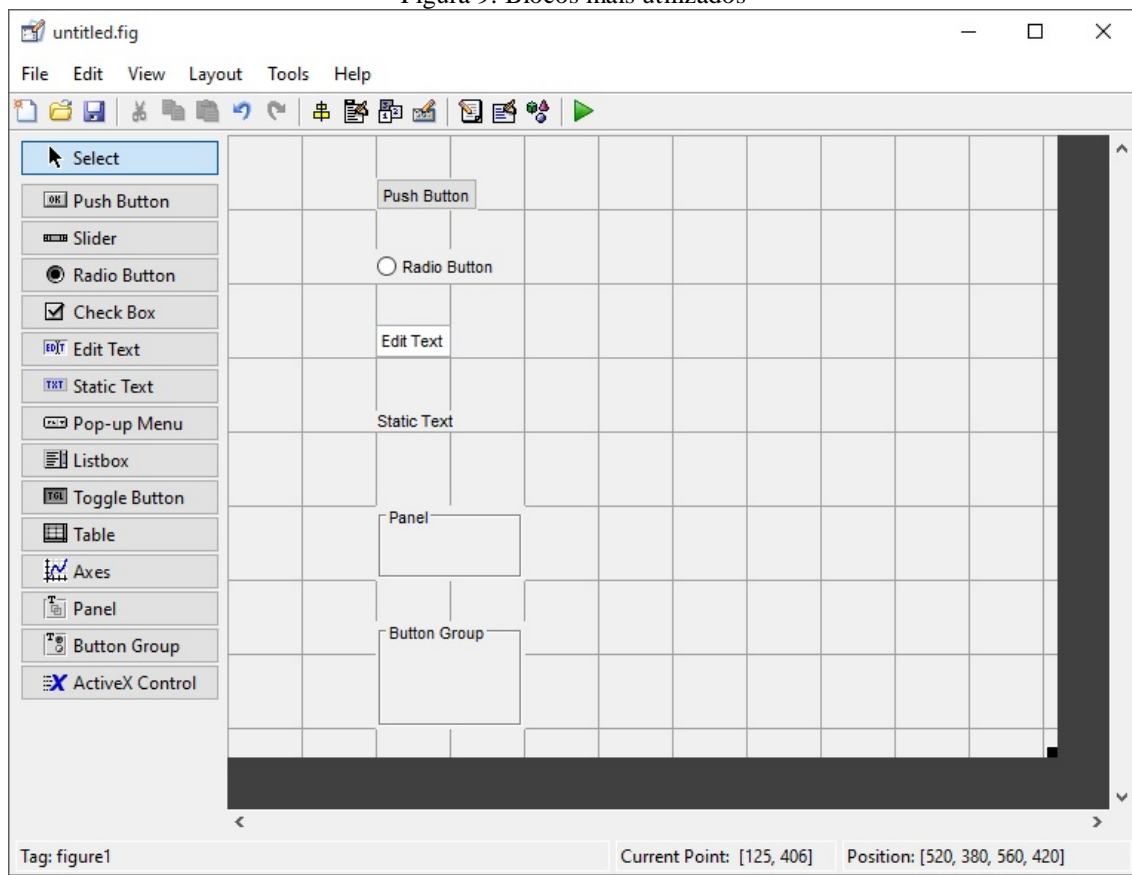 Figura 9: Blocos mais utilizados
untitled.fig
File Edit View Layout Tools Help
Select
Push Button
Slider
Radio Button
Check Box
Edit Text
Static Text
Pop-up Menu
Listbox
Toggle Button
Table
Axes
Panel
Button Group
ActiveX Control
Push Button
Radio Button
Edit Text
Static Text
Panel
Button Group
Tag: figure1
Current Point: [125, 406]
Position: [520, 380, 560, 420]